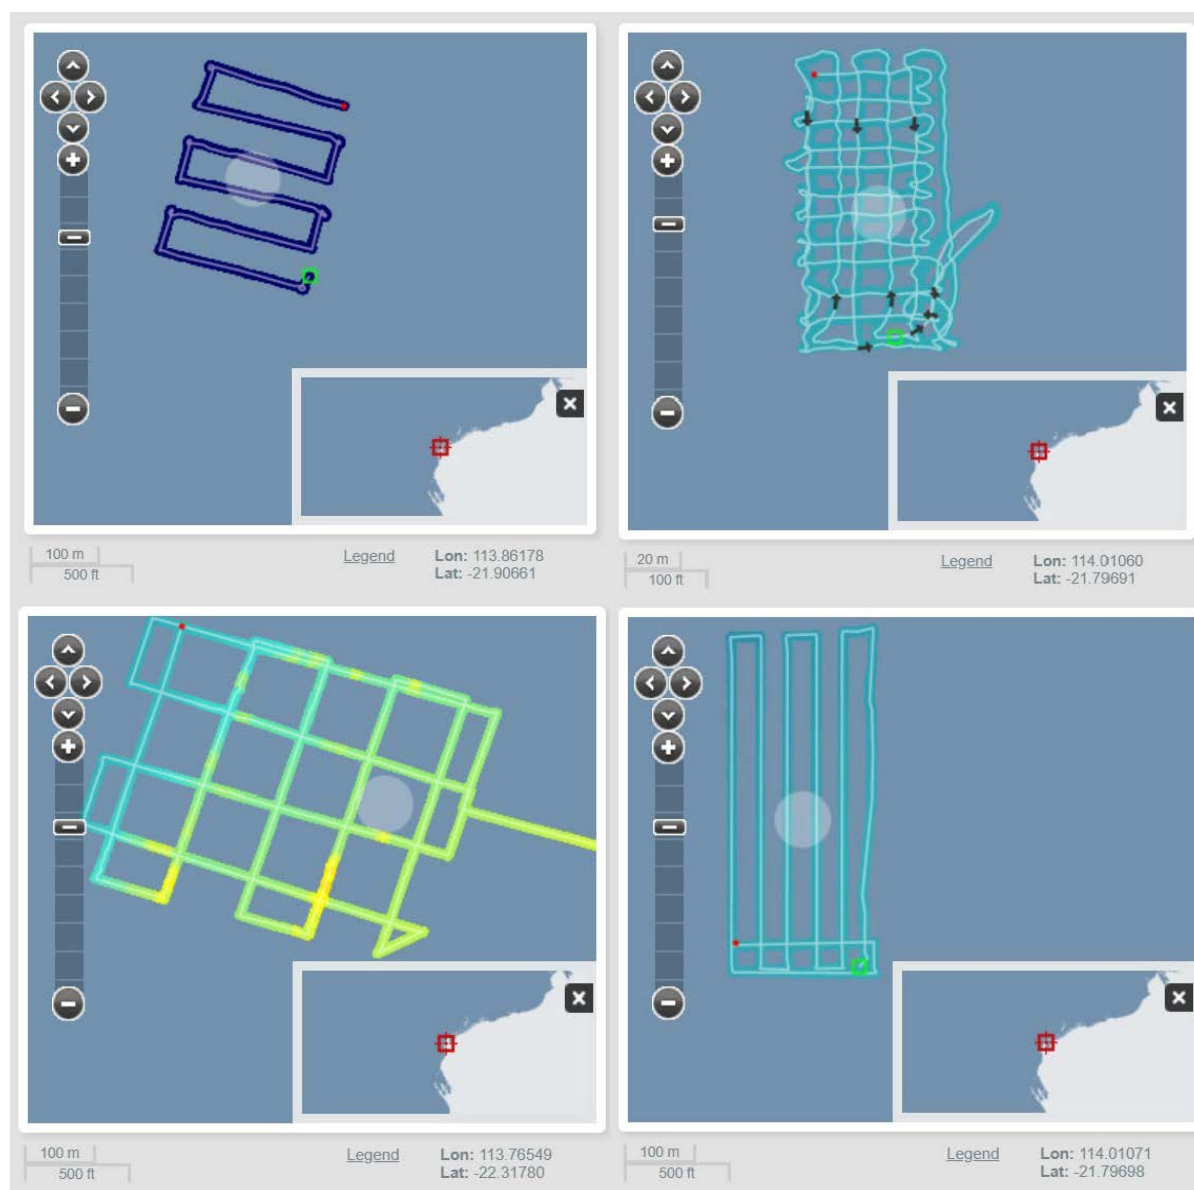 100 m
500 ft
Legend
Lon: 113.86178
Lat: -21.90661
20 m
100 ft
Legend
Lon: 114.01060
Lat: -21.79691
100 m
500 ft
Legend
Lon: 113.76549
Lat: -22.31780
100 m
500 ft
Legend
Lon: 114.01071
Lat: -21.79698